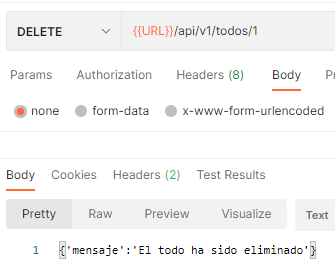 DELETE {{URL}}/api/v1/todos/1
Params Authorization Headers (8) Body
none form-data x-www-form-urlencoded
Body Cookies Headers (2) Test Results
Pretty Raw Preview Visualize Text
1 {'mensaje':'El todo ha sido eliminado'}